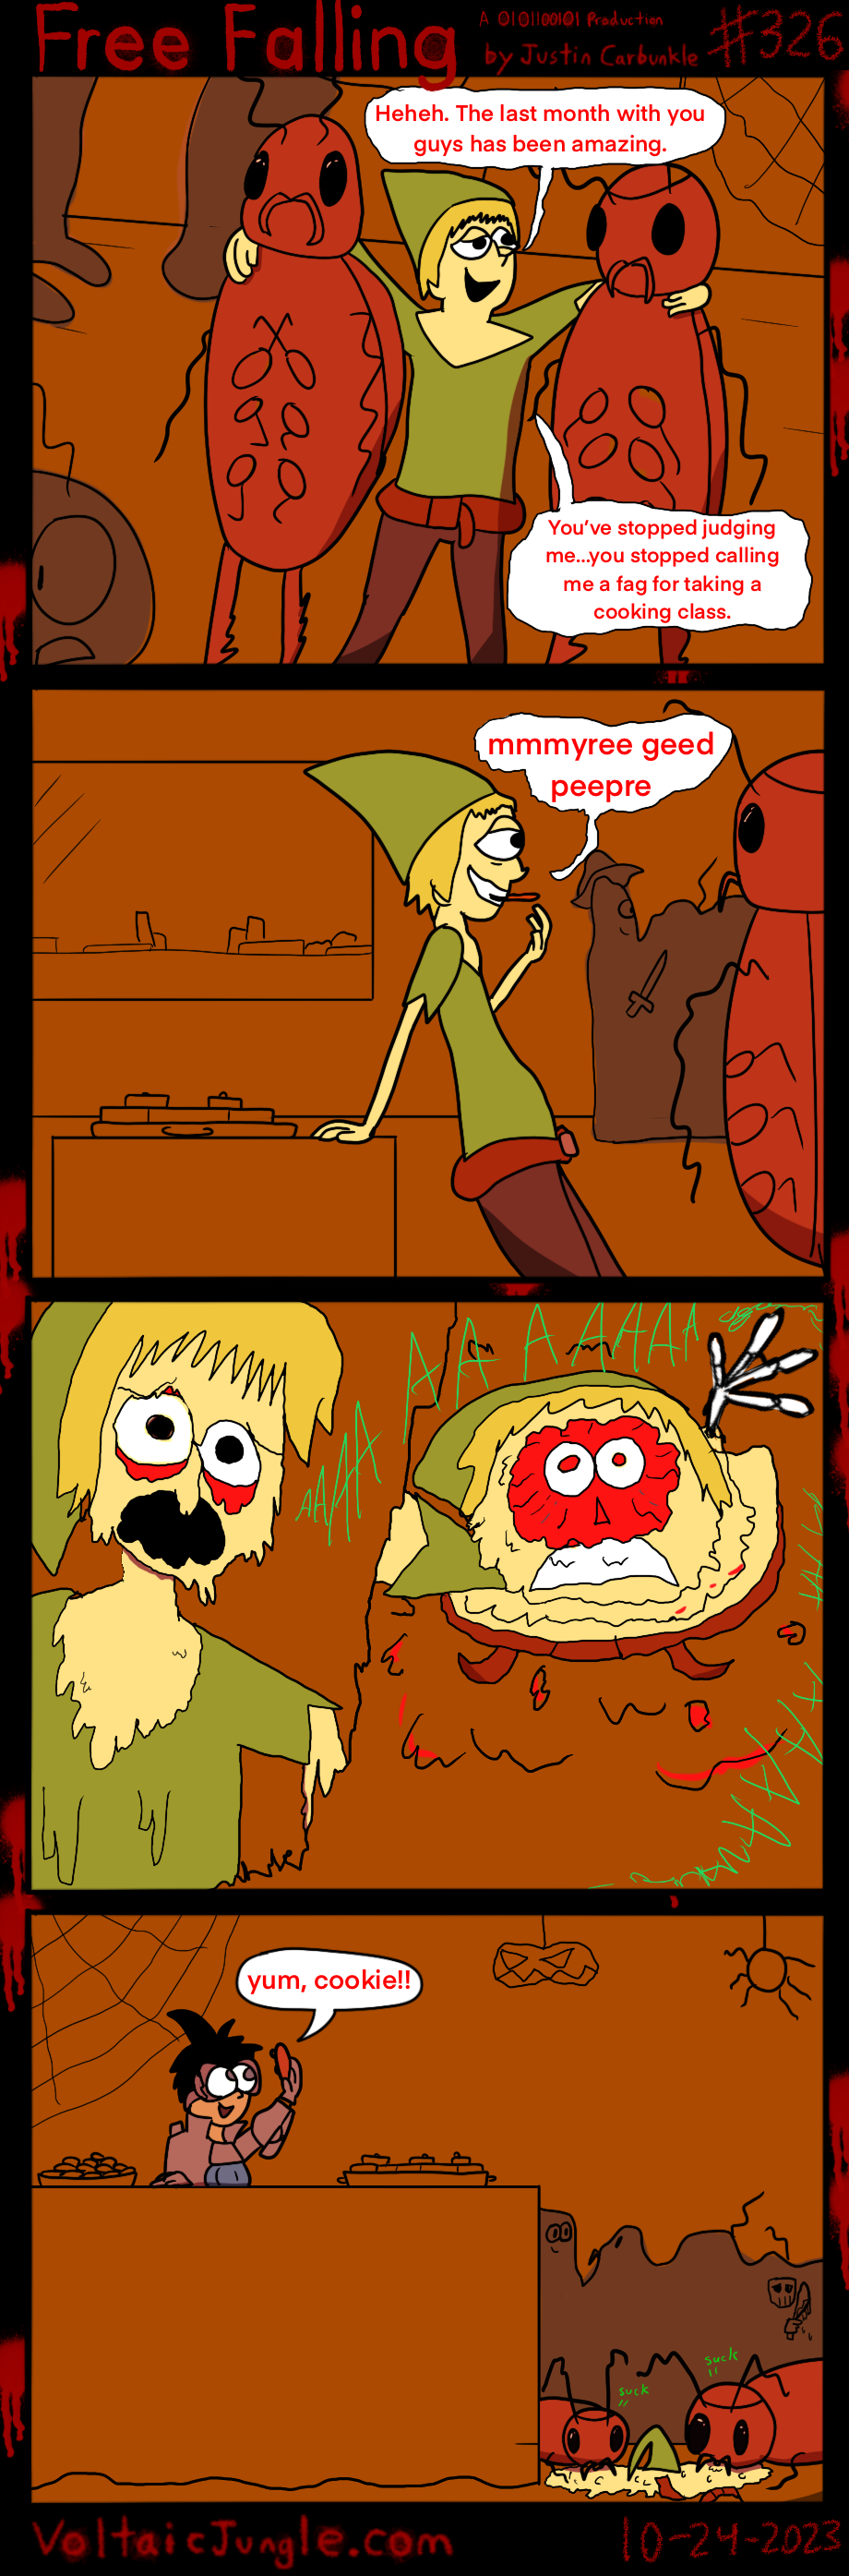 Free Falling
A 0101100101 Production
by Justin Carbunkle
#326
Heheh. The last month with you
guys has been amazing.
You've stopped judging
me...you stopped calling
me a fag for taking a
cooking class.
mmmyree geed
peepre
AAAAAAA
AAAA
yum, cookie!!
suck
suck
VoltaicJungle.com
10-24-2023